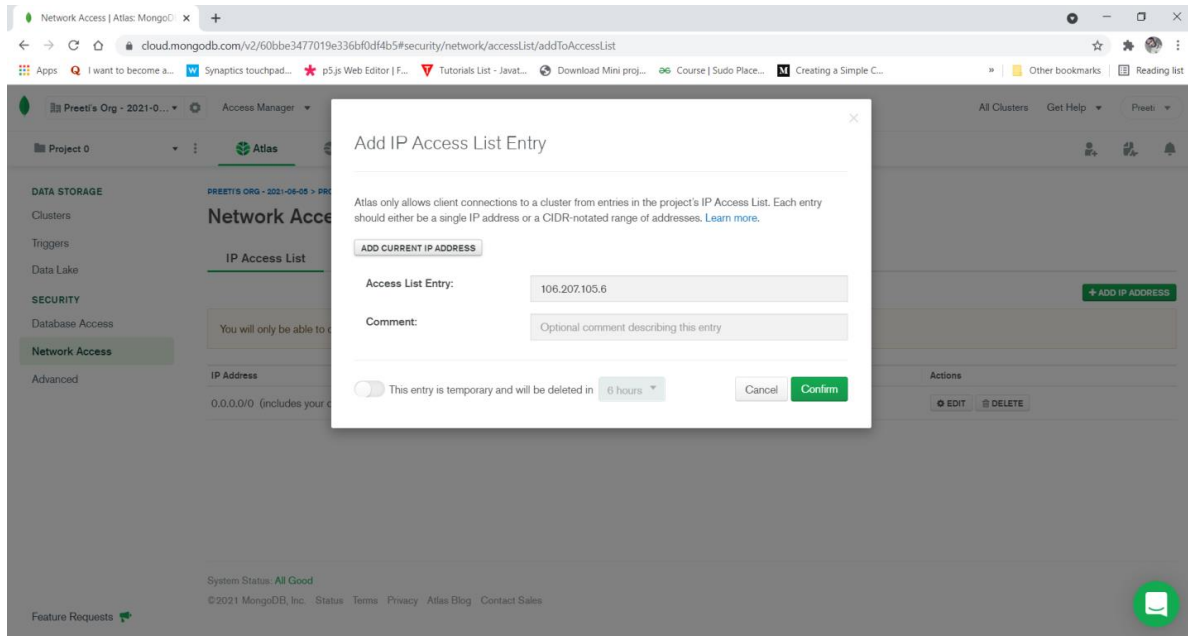 Network Access | Atlas: MongoD
cloud.mongodb.com/v2/60bbe3477019e336bf0df4b5#security/network/accessList/addToAccessList
Apps Q I want to become a... W Synaptics touchpad... p5.js Web Editor | F... Tutorials List - Javat... Download Mini proj... GG Course | Sudo Place... M Creating a Simple C... » Other bookmarks Reading list
Preeti's Org - 2021-0... Access Manager All Clusters Get Help Preeti
Project 0 Atlas
Add IP Access List Entry
DATA STORAGE
Clusters
Triggers
Data Lake
SECURITY
Database Access
Network Access
Advanced
PREETI'S ORG - 2021-06-05 > PRO
Network Acce
IP Access List
Atlas only allows client connections to a cluster from entries in the project's IP Access List. Each entry
should either be a single IP address or a CIDR-notated range of addresses. Learn more.
ADD CURRENT IP ADDRESS
Access List Entry: 106.207.105.6
Comment: Optional comment describing this entry
This entry is temporary and will be deleted in 6 hours Cancel Confirm
+ ADD IP ADDRESS
You will only be able to
IP Address Actions
0.0.0.0/0 (includes your EDIT DELETE
System Status: All Good
©2021 MongoDB, Inc. Status Terms Privacy Atlas Blog Contact Sales
Feature Requests